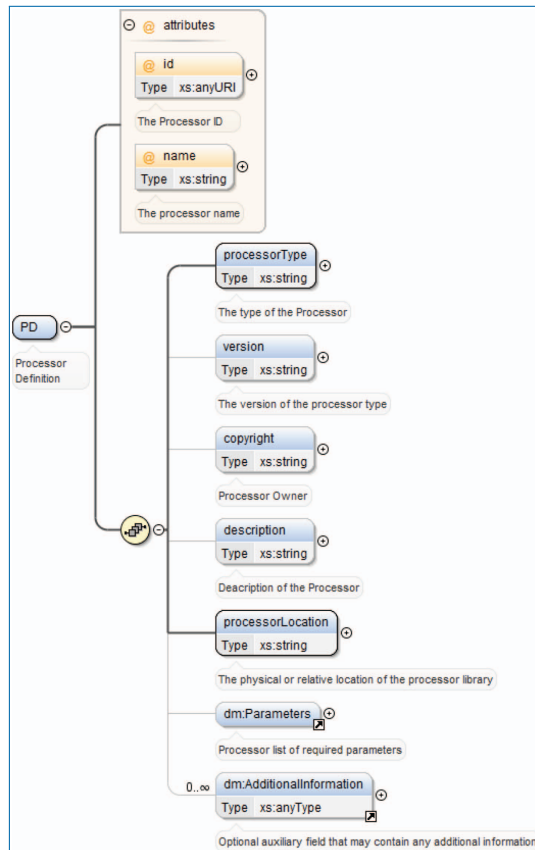 @ attributes
@ id
Type xs:anyURI
The Processor ID
@ name
Type xs:string
The processor name
processorType
Type xs:string
The type of the Processor
PD
Processor
Definition
version
Type xs:string
The version of the processor type
copyright
Type xs:string
Processor Owner
description
Type xs:string
Deacription of the Processor
processorLocation
Type xs:string
The physical or relative location of the processor library
dm:Parameters
Processor list of required parameters
0..∞
dm:AdditionalInformation
Type xs:anyType
Optional auxiliary field that may contain any additional information